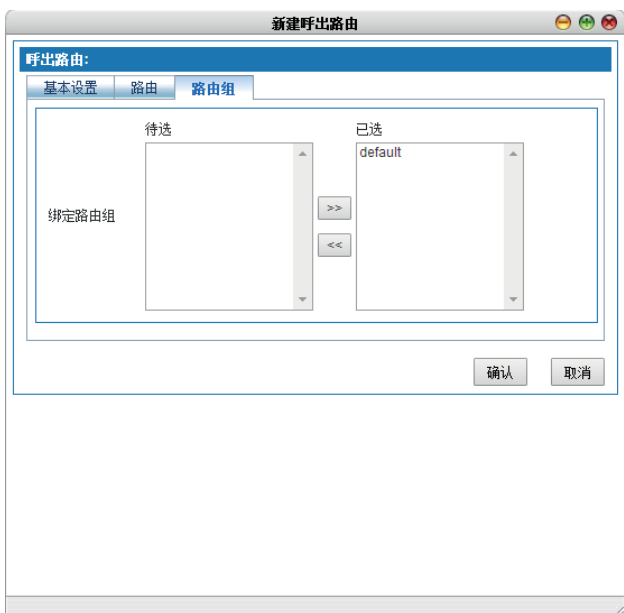 新建呼出路由
呼出路由:
基本设置 路由 路由组
待选 已选
default
绑定路由组
>>
<<
确认 取消